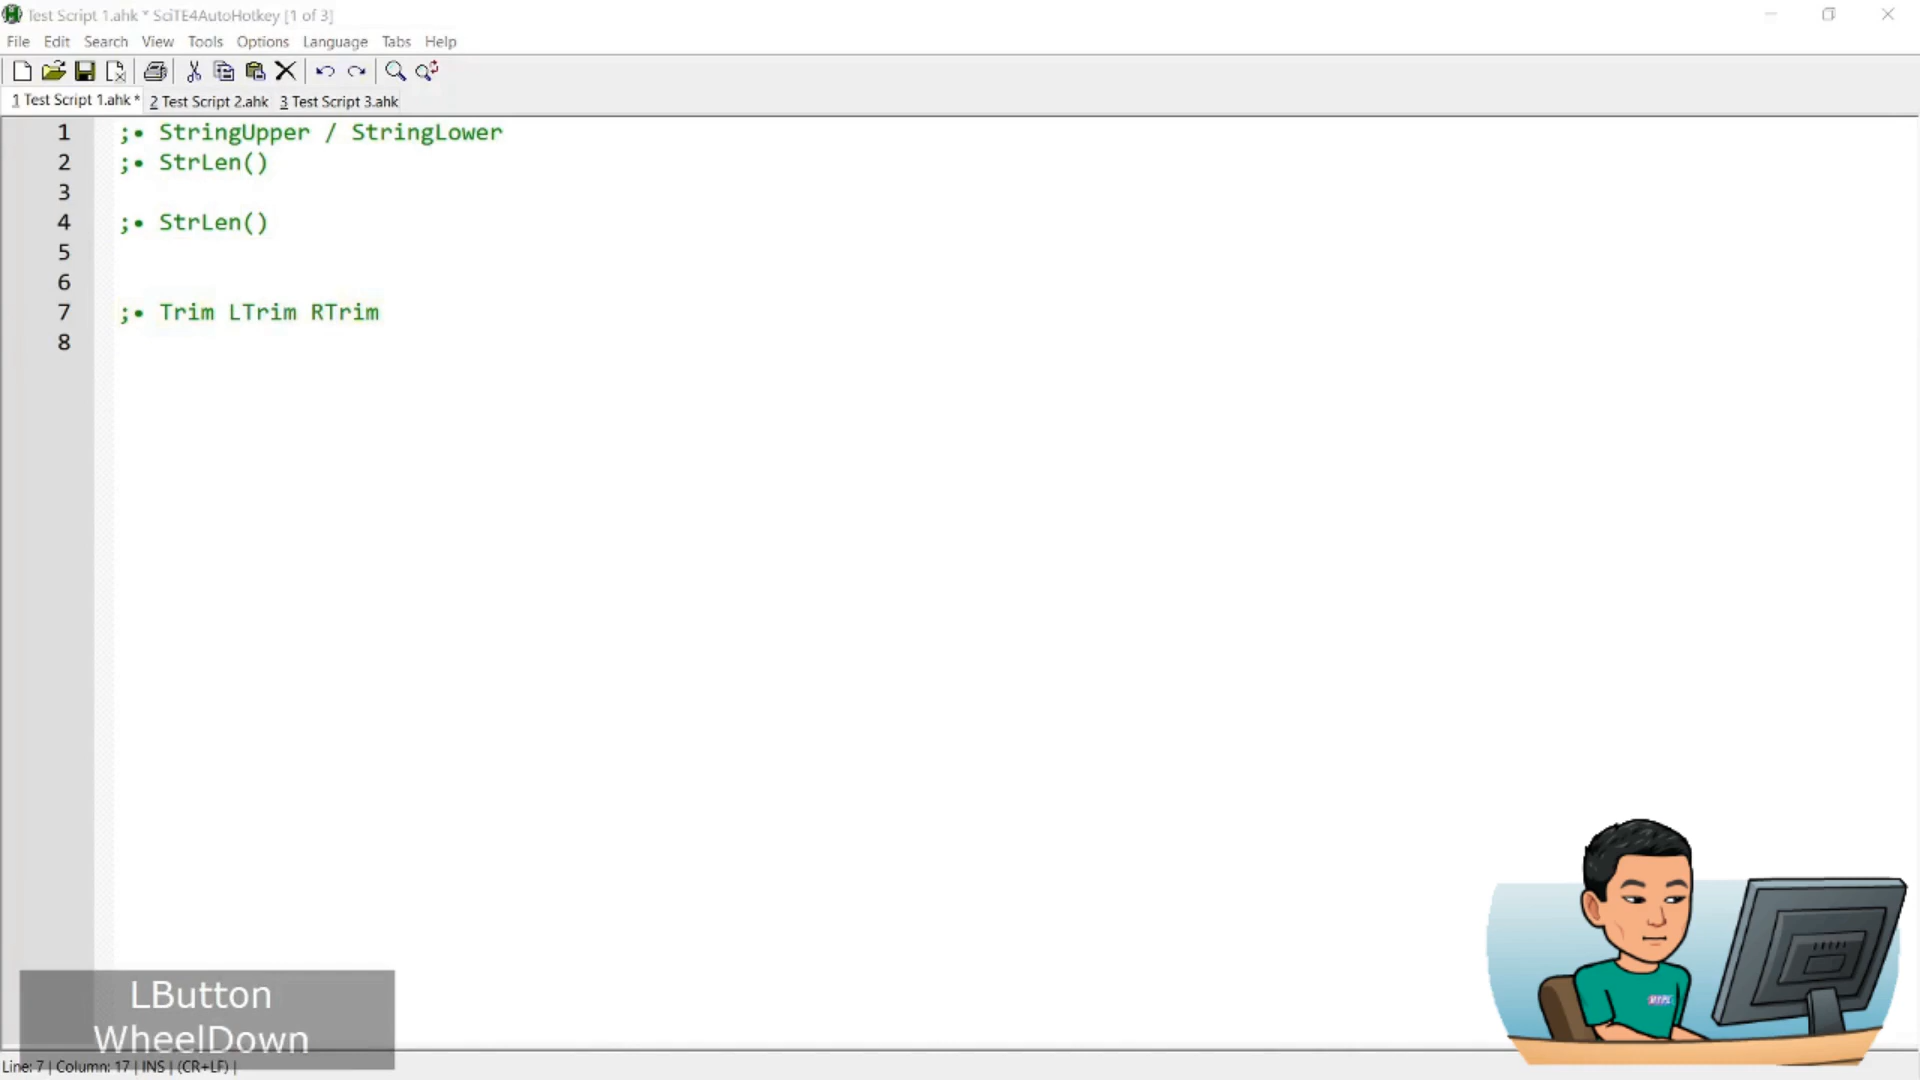 Test Script 1.ahk * SciTE4AutoHotkey [1 of 3]
File Edit Search View Tools Options Language Tabs Help
1 Test Script 1.ahk * 2 Test Script 2.ahk 3 Test Script 3.ahk
1 ;• StringUpper / StringLower
2 ;• StrLen()
3
4 ;• StrLen()
5
6
7 ;• Trim LTrim RTrim
8
LButton
WheelDown
Line: 7 | Column: 17 | INS | (CR+LF) |